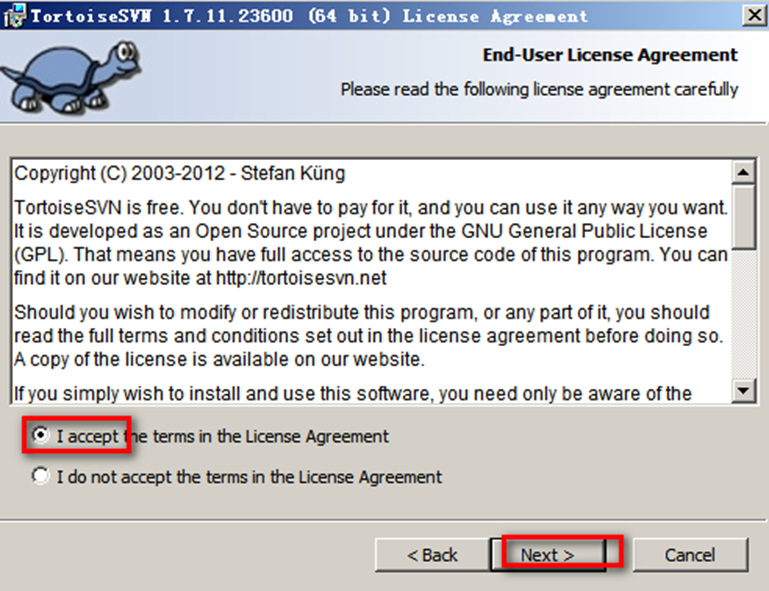 TortoiseSVN 1.7.11.23600 (64 bit) License Agreement
End-User License Agreement
Please read the following license agreement carefully
Copyright (C) 2003-2012 - Stefan Küng
TortoiseSVN is free. You don't have to pay for it, and you can use it any way you want.
It is developed as an Open Source project under the GNU General Public License
(GPL). That means you have full access to the source code of this program. You can
find it on our website at http://tortoisesvn.net
Should you wish to modify or redistribute this program, or any part of it, you should
read the full terms and conditions set out in the license agreement before doing so.
A copy of the license is available on our website.
If you simply wish to install and use this software, you need only be aware of the
I accept the terms in the License Agreement
I do not accept the terms in the License Agreement
< Back Next > Cancel